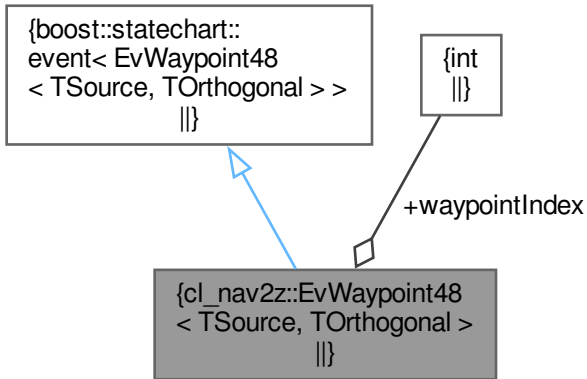 {boost::statechart::
event< EvWaypoint48
< TSource, TOrthogonal > >
||}
{int
||}
+waypointIndex
{cl_nav2z::EvWaypoint48
< TSource, TOrthogonal >
||}